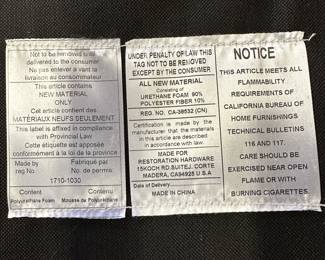 Not to be removed until
delivered to the consumer
Ne pas enlever avant la
livraison au consommateur
This article contains
NEW MATERIAL
ONLY
Cet article contient des
MATÉRIAUX NEUFS SEULEMENT
This label is affixed in compliance
with Provincial Law
Cette étiquette est apposée
conformément à la loi de la province
Made by Fabriqué par
reg No. No. de permis
1710-1030
Content Contenu
Polyurethane Foam Mousse de Polyuréthane
UNDER PENALTY OF LAW THIS
TAG NOT TO BE REMOVED
EXCEPT BY THE CONSUMER
ALL NEW MATERIAL
Consisting of
URETHANE FOAM 90%
POLYESTER FIBER 10%
REG. NO. CA-38532 (CN)
Certification is made by the
manufacturer that the materials
in this article are described
in accordance with law.
MADE FOR
RESTORATION HARDWARE
15KOCH RD.SUITEJ. CORTE
MADERA, CA94925 U.S.A
Date of Delivery
MADE IN CHINA
NOTICE
THIS ARTICLE MEETS ALL
FLAMMABILITY
REQUIREMENTS OF
CALIFORNIA BUREAU OF
HOME FURNISHINGS
TECHNICAL BULLETINS
116 AND 117.
CARE SHOULD BE
EXERCISED NEAR OPEN
FLAME OR WITH
BURNING CIGARETTES